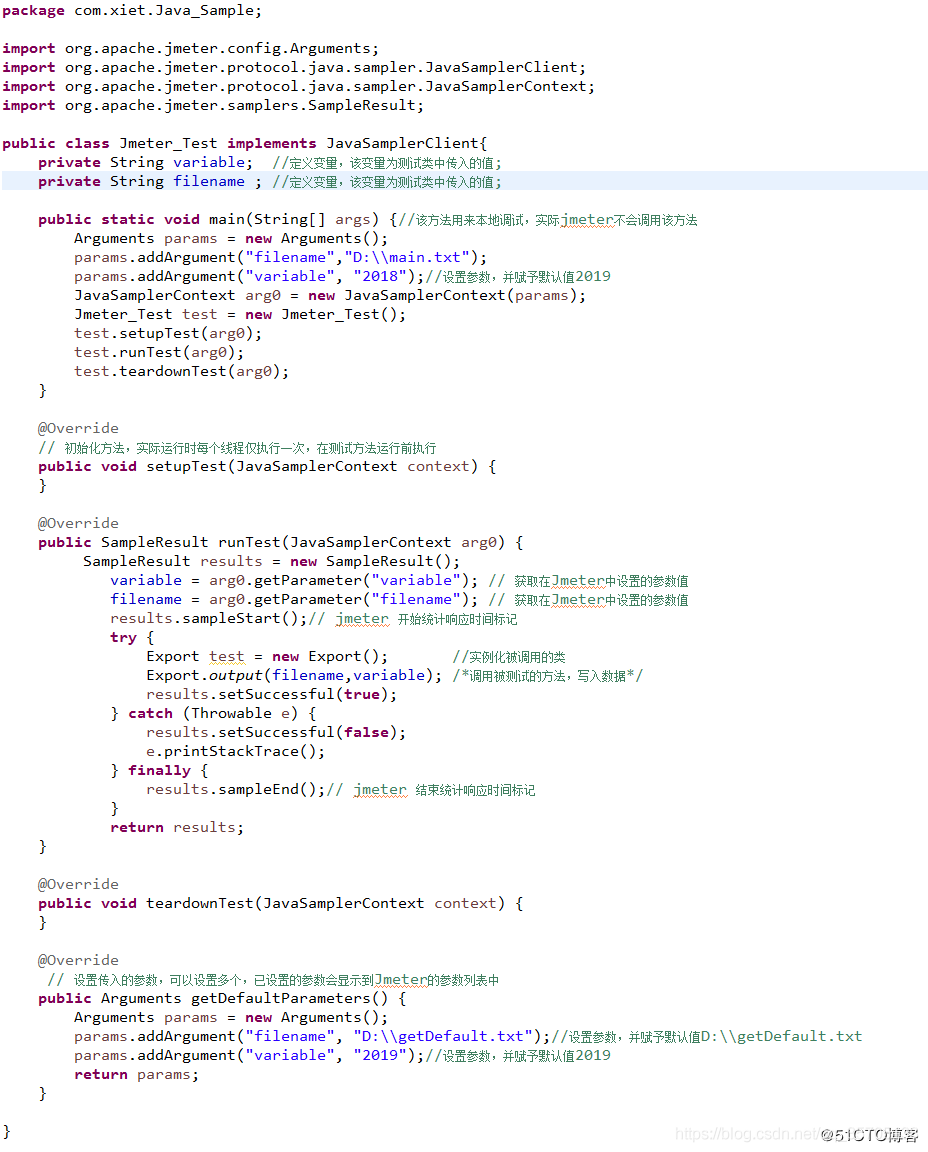 package com.xiet.Java_Sample;
import org.apache.jmeter.config.Arguments;
import org.apache.jmeter.protocol.java.sampler.JavaSamplerClient;
import org.apache.jmeter.protocol.java.sampler.JavaSamplerContext;
import org.apache.jmeter.samplers.SampleResult;
public class Jmeter_Test implements JavaSamplerClient{
private String variable;  //定义变量，该变量为测试类中传入的值;
private String filename ; //定义变量，该变量为测试类中传入的值;
public static void main(String[] args) {//该方法用来本地调试，实际jmeter不会调用该方法
Arguments params = new Arguments();
params.addArgument("filename","D:\\main.txt");
params.addArgument("variable", "2018");//设置参数，并赋予默认值2019
JavaSamplerContext arg0 = new JavaSamplerContext(params);
Jmeter_Test test = new Jmeter_Test();
test.setupTest(arg0);
test.runTest(arg0);
test.teardownTest(arg0);
}
@Override
// 初始化方法，实际运行时每个线程仅执行一次，在测试方法运行前执行
public void setupTest(JavaSamplerContext context) {
}
@Override
public SampleResult runTest(JavaSamplerContext arg0) {
SampleResult results = new SampleResult();
variable = arg0.getParameter("variable"); // 获取在Jmeter中设置的参数值
filename = arg0.getParameter("filename"); // 获取在Jmeter中设置的参数值
results.sampleStart();// jmeter 开始统计响应时间标记
try {
Export test = new Export();       //实例化被调用的类
Export.output(filename,variable); /*调用被测试的方法，写入数据*/
results.setSuccessful(true);
} catch (Throwable e) {
results.setSuccessful(false);
e.printStackTrace();
} finally {
results.sampleEnd();// jmeter 结束统计响应时间标记
}
return results;
}
@Override
public void teardownTest(JavaSamplerContext context) {
}
@Override
// 设置传入的参数，可以设置多个，已设置的参数会显示到Jmeter的参数列表中
public Arguments getDefaultParameters() {
Arguments params = new Arguments();
params.addArgument("filename", "D:\\getDefault.txt");//设置参数，并赋予默认值D:\\getDefault.txt
params.addArgument("variable", "2019");//设置参数，并赋予默认值2019
return params;
}
}
https://blog.csdn.net/ @51CTO博客